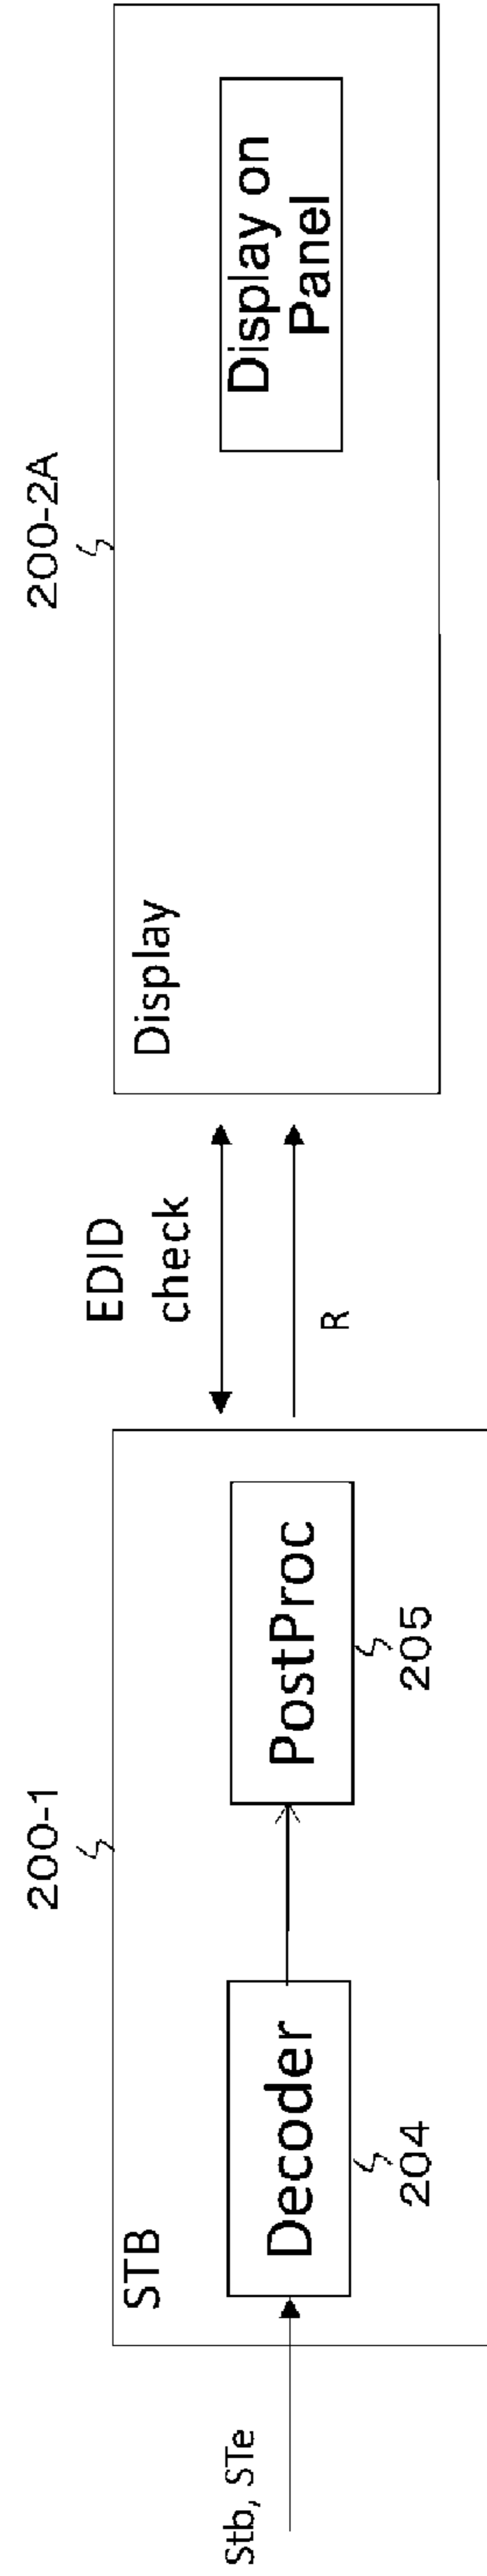 200-1
200-2A
STB
EDID
check
Display
Stb, STe
Decoder
204
PostProc
205
R
Display on
Panel